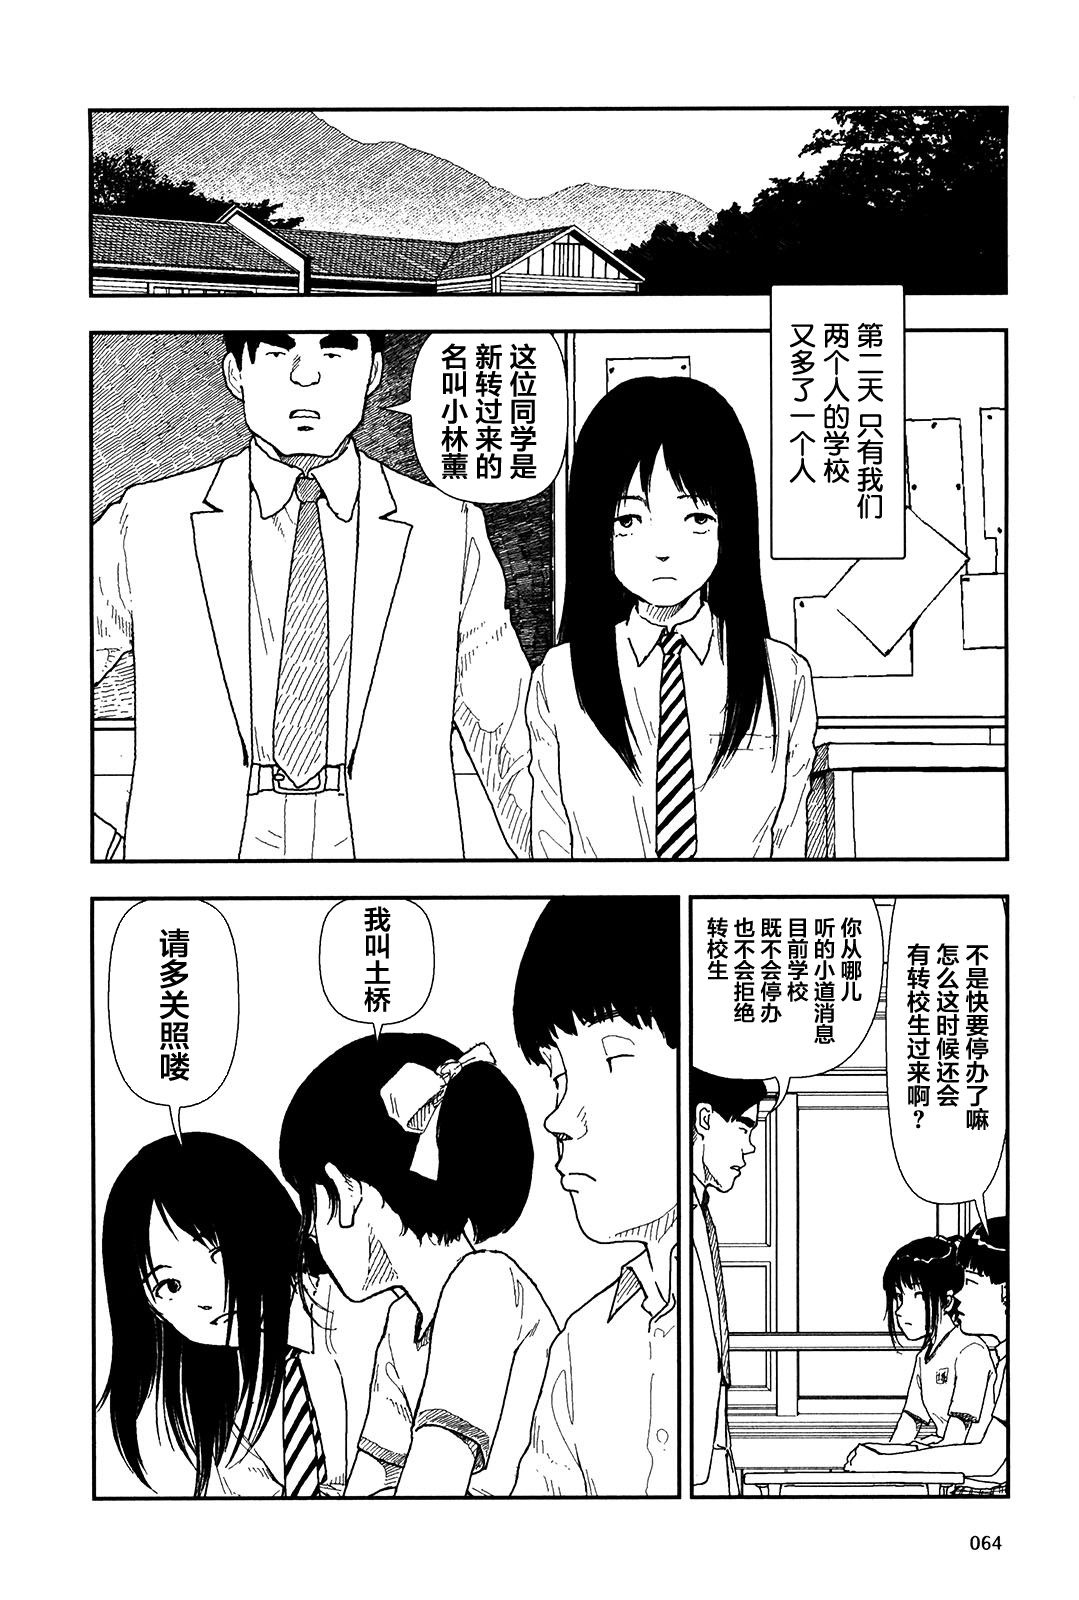 第二天 只有我们
两个人的学校
又多了一个人
这位同学是
新转过来的
名叫小林薫
不是快要停办了嘛
怎么这时候还会
有转校生过来啊?
你从哪儿
听的小道消息
目前学校
既不会停办
也不会拒绝
转校生
我叫土桥
请多关照喽
064